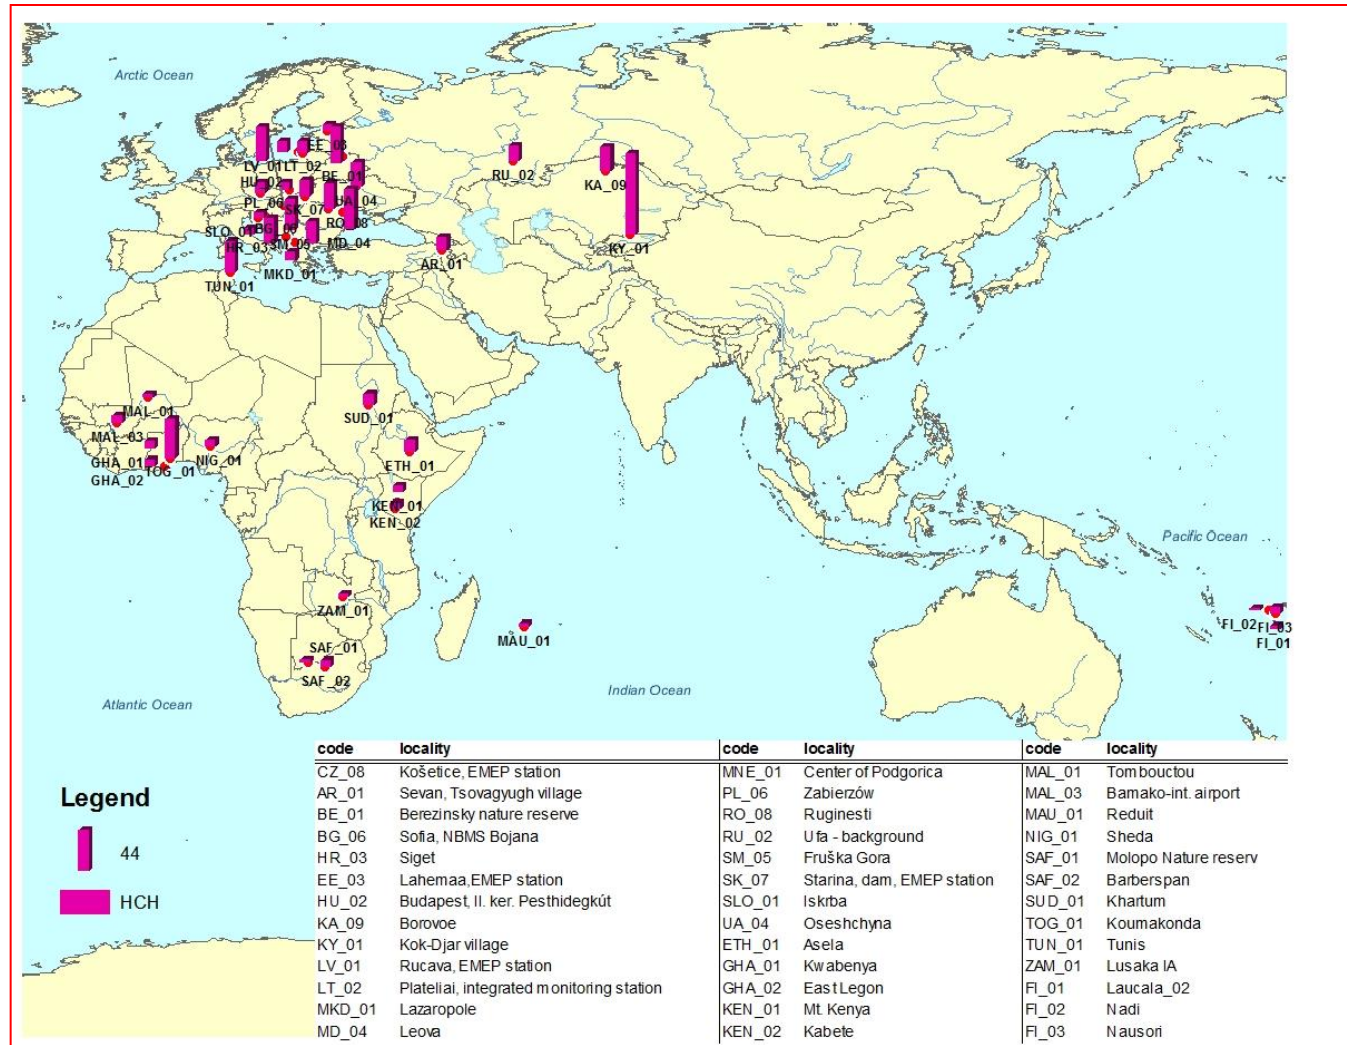 Arctic Ocean
EE_03
LV_01 LT_02
RU_02
HU_02 BE_01
KA_09
PL_06 SK_07 UA_04
SLO_01 RO_08
HR_03 SM_05 MD_04
KY_01
AR_01
MKD_01
TUN_01
MAL_01
SUD_01
MAL_03
GHA_01 TOG_01 NIG_01
ETH_01
GHA_02
KEN_01
KEN_02
Pacific Ocean
ZAM_01
MAU_01
FI_02 FI_03
FI_01
SAF_01
SAF_02
Indian Ocean
Atlantic Ocean
Legend
44
HCH
code locality code locality code locality
CZ_08 Košetice, EMEP station MNE_01 Center of Podgorica MAL_01 Tombouctou
AR_01 Sevan, Tsovagyugh village PL_06 Zabierzów MAL_03 Bamako-int. airport
BE_01 Berezinsky nature reserve RO_08 Ruginesti MAU_01 Reduit
BG_06 Sofia, NBMS Bojana RU_02 Ufa - background NIG_01 Sheda
HR_03 Siget SM_05 Fruška Gora SAF_01 Molopo Nature reserv
EE_03 Lahemaa, EMEP station SK_07 Starina, dam, EMEP station SAF_02 Barberspan
HU_02 Budapest, II. ker. Pesthidegkút SLO_01 Iskrba SUD_01 Khartum
KA_09 Borovoe UA_04 Oseshchyna TOG_01 Koumakonda
KY_01 Kok-Djar village ETH_01 Asela TUN_01 Tunis
LV_01 Rucava, EMEP station GHA_01 Kwabenya ZAM_01 Lusaka IA
LT_02 Plateliai, integrated monitoring station GHA_02 East Legon FI_01 Laucala_02
MKD_01 Lazaropole KEN_01 Mt. Kenya FI_02 Nadi
MD_04 Leova KEN_02 Kabete FI_03 Nausori